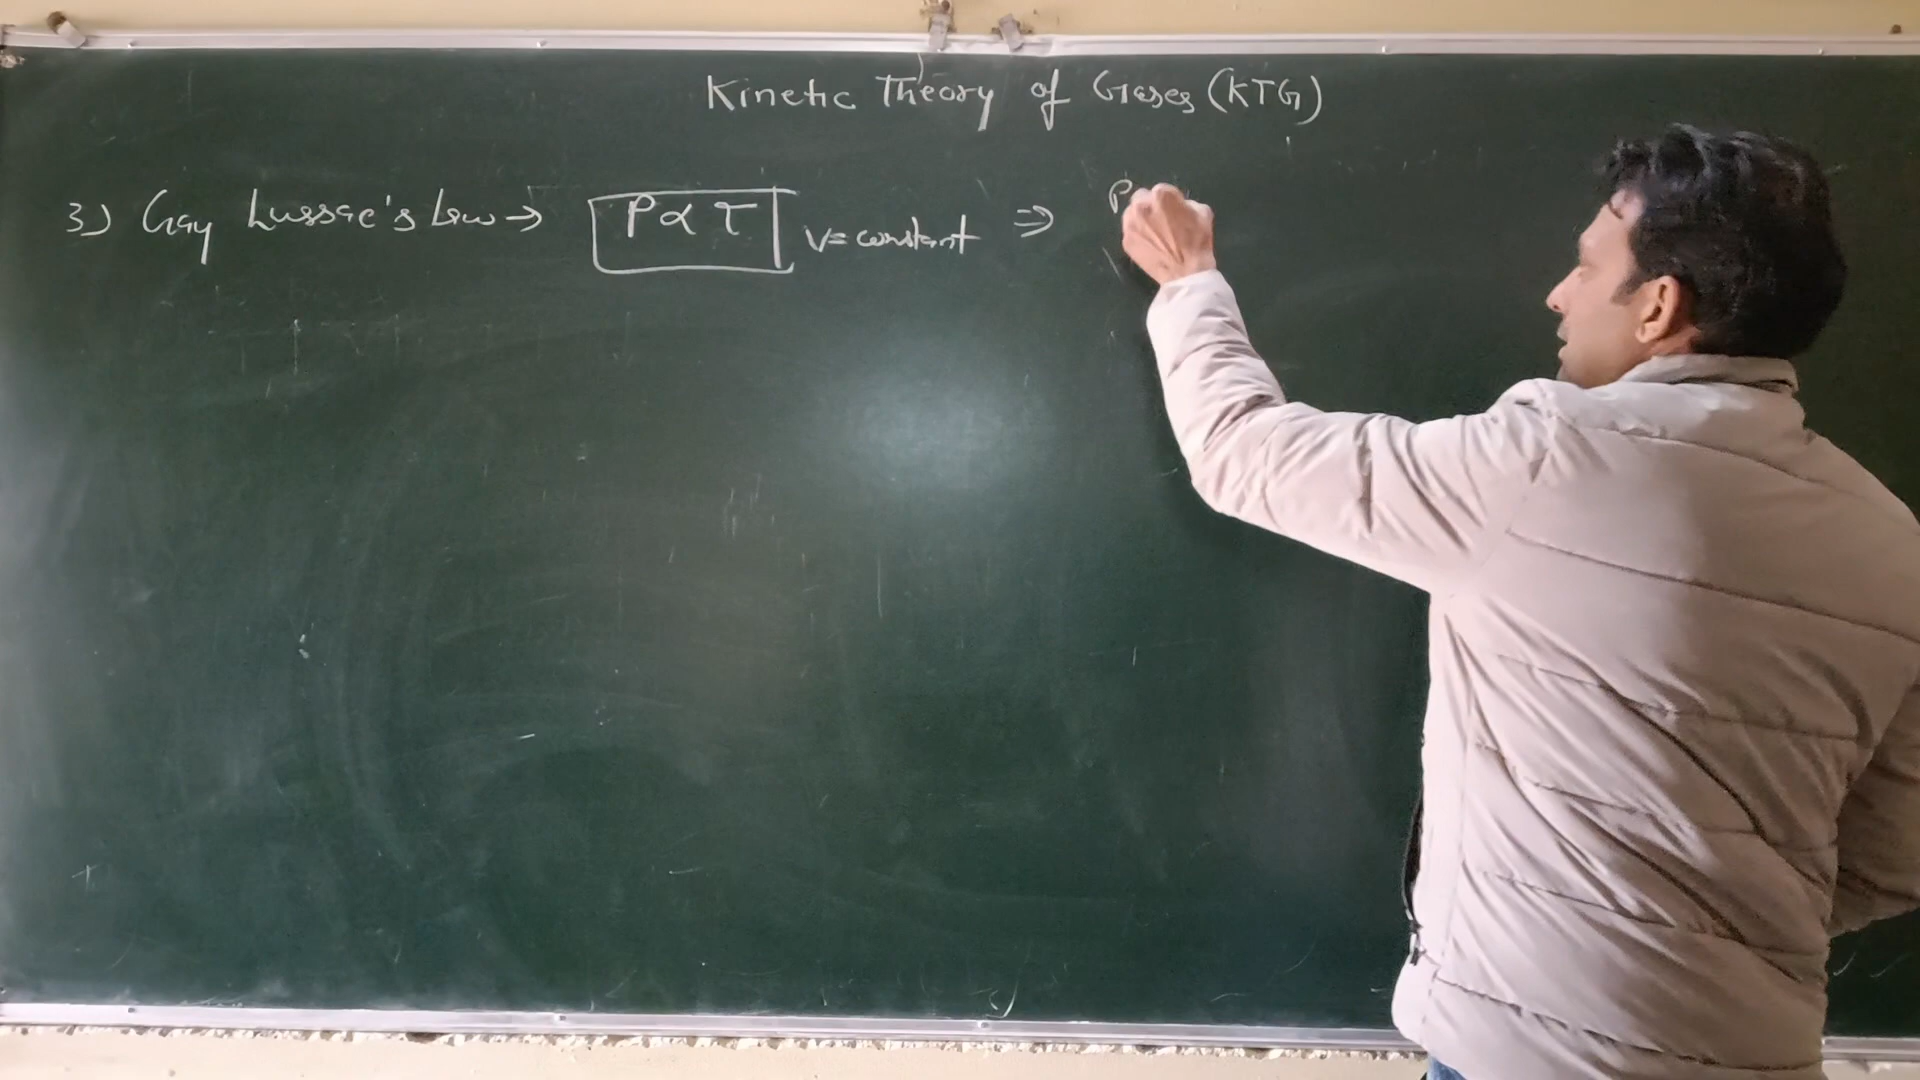 Kinetic Theory of Gases (KTG)
3) Gay Lussac's Law → P ∝ T V = constant ⇒ P